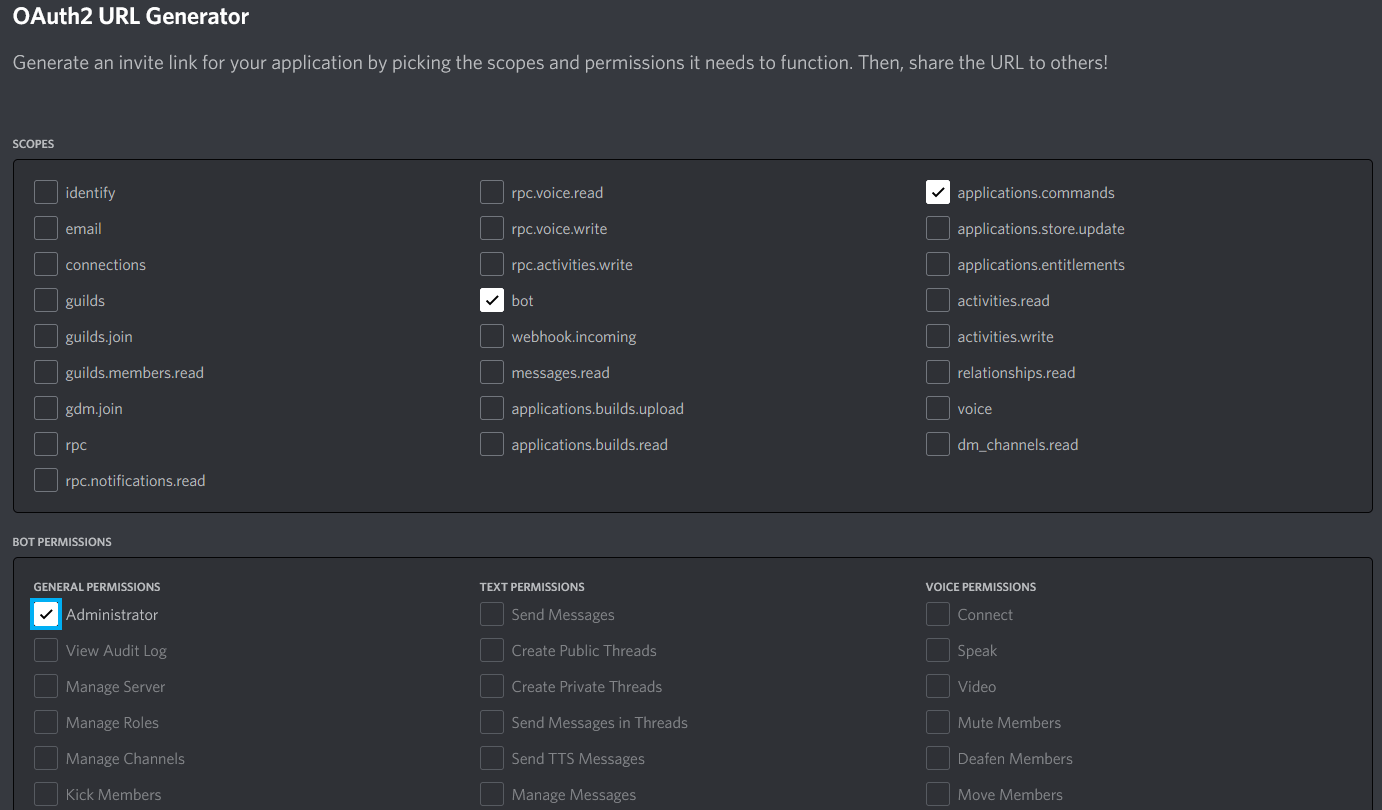 OAuth2 URL Generator
Generate an invite link for your application by picking the scopes and permissions it needs to function. Then, share the URL to others!
SCOPES
identify
email
connections
guilds
guilds.join
guilds.members.read
gdm.join
rpc
rpc.notifications.read
rpc.voice.read
rpc.voice.write
rpc.activities.write
bot
webhook.incoming
messages.read
applications.builds.upload
applications.builds.read
applications.commands
applications.store.update
applications.entitlements
activities.read
activities.write
relationships.read
voice
dm_channels.read
BOT PERMISSIONS
GENERAL PERMISSIONS
Administrator
View Audit Log
Manage Server
Manage Roles
Manage Channels
Kick Members
TEXT PERMISSIONS
Send Messages
Create Public Threads
Create Private Threads
Send Messages in Threads
Send TTS Messages
Manage Messages
VOICE PERMISSIONS
Connect
Speak
Video
Mute Members
Deafen Members
Move Members